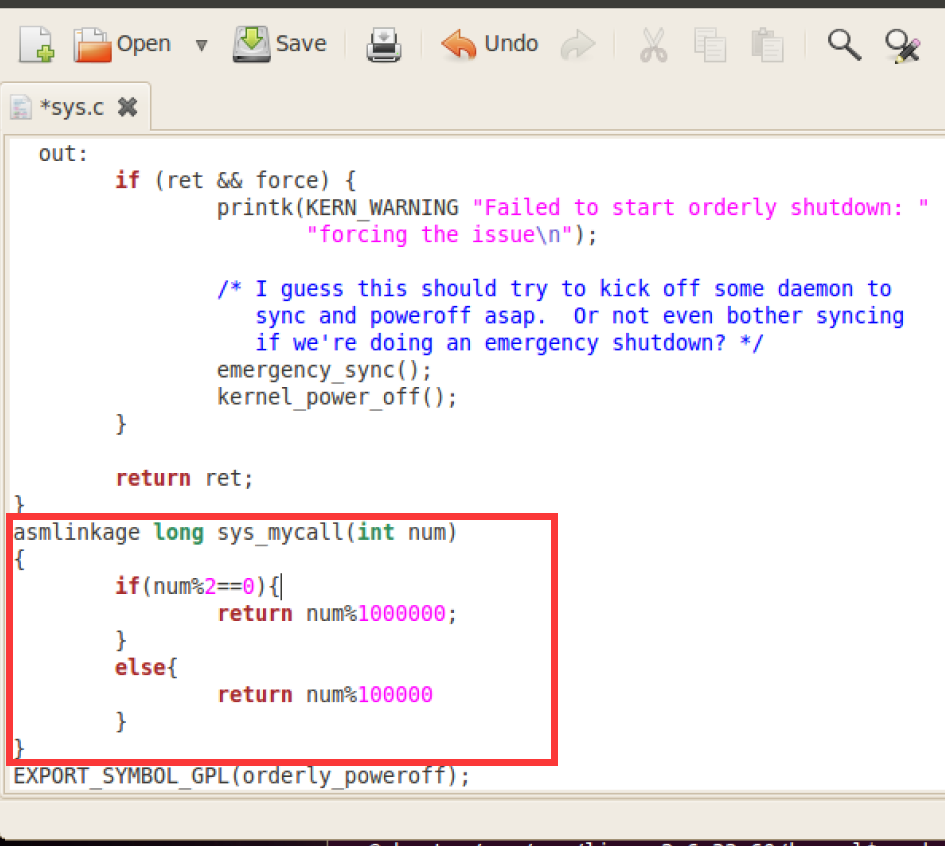 Open Save Undo
*sys.c
out:
if (ret && force) {
printk(KERN_WARNING "Failed to start orderly shutdown: "
"forcing the issue\n");
/* I guess this should try to kick off some daemon to
sync and poweroff asap.  Or not even bother syncing
if we're doing an emergency shutdown? */
emergency_sync();
kernel_power_off();
}
return ret;
}
asmlinkage long sys_mycall(int num)
{
if(num%2==0){
return num%1000000;
}
else{
return num%100000
}
}
EXPORT_SYMBOL_GPL(orderly_poweroff);